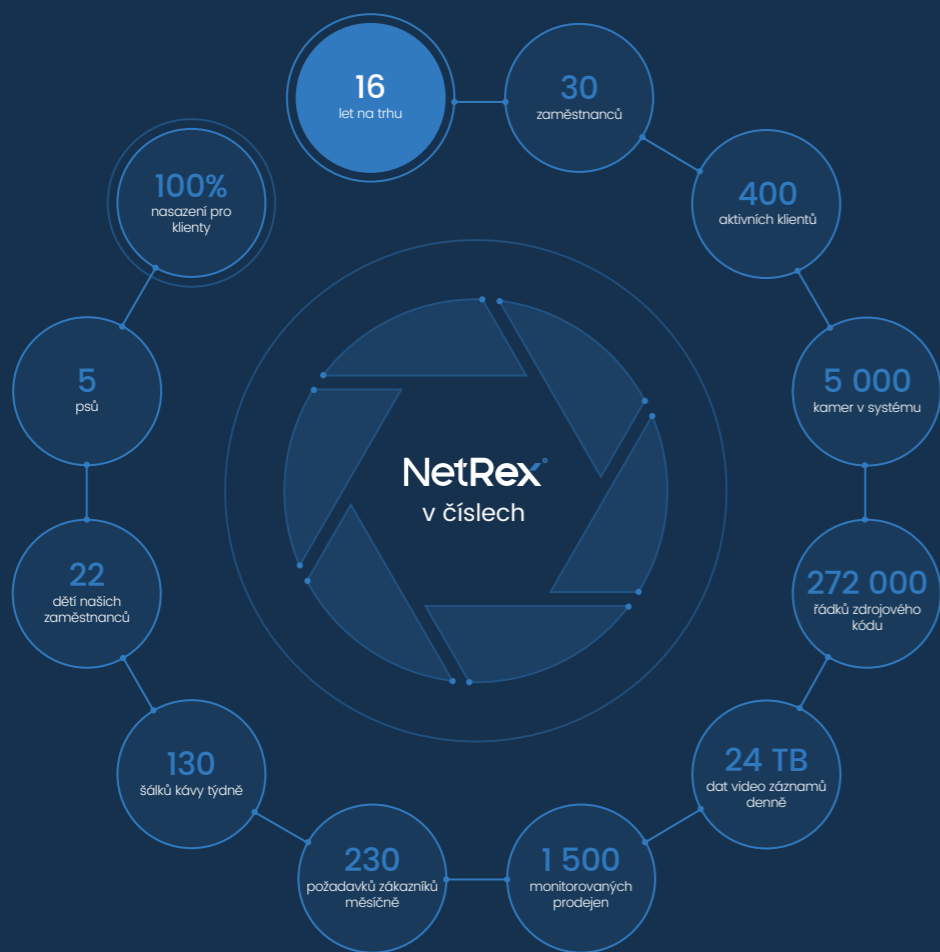 16
let na trhu
30
zaměstnanců
400
aktivních klientů
5 000
kamer v systému
272 000
řádků zdrojového
kódu
24 TB
dat video záznamů
denně
1 500
monitorovaných
prodejen
230
požadavků zákazníků
měsíčně
130
šálků kávy týdně
22
dětí našich
zaměstnanců
5
psů
100%
nasazení pro
klienty
NetRex
v číslech